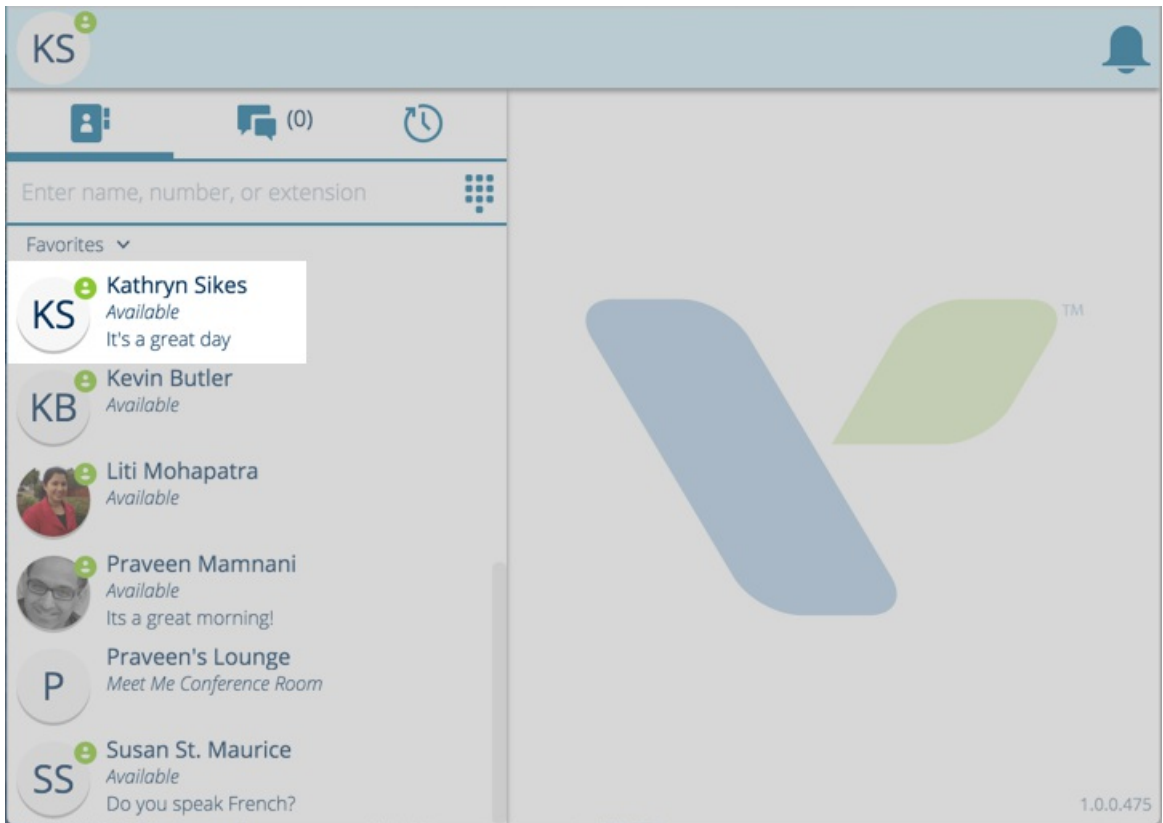 KS
(0)
Enter name, number, or extension
Favorites
KS
Kathryn Sikes
Available
It's a great day
KB
Kevin Butler
Available
Liti Mohapatra
Available
Praveen Mamnani
Available
Its a great morning!
P
Praveen's Lounge
Meet Me Conference Room
SS
Susan St. Maurice
Available
Do you speak French?
TM
1.0.0.475